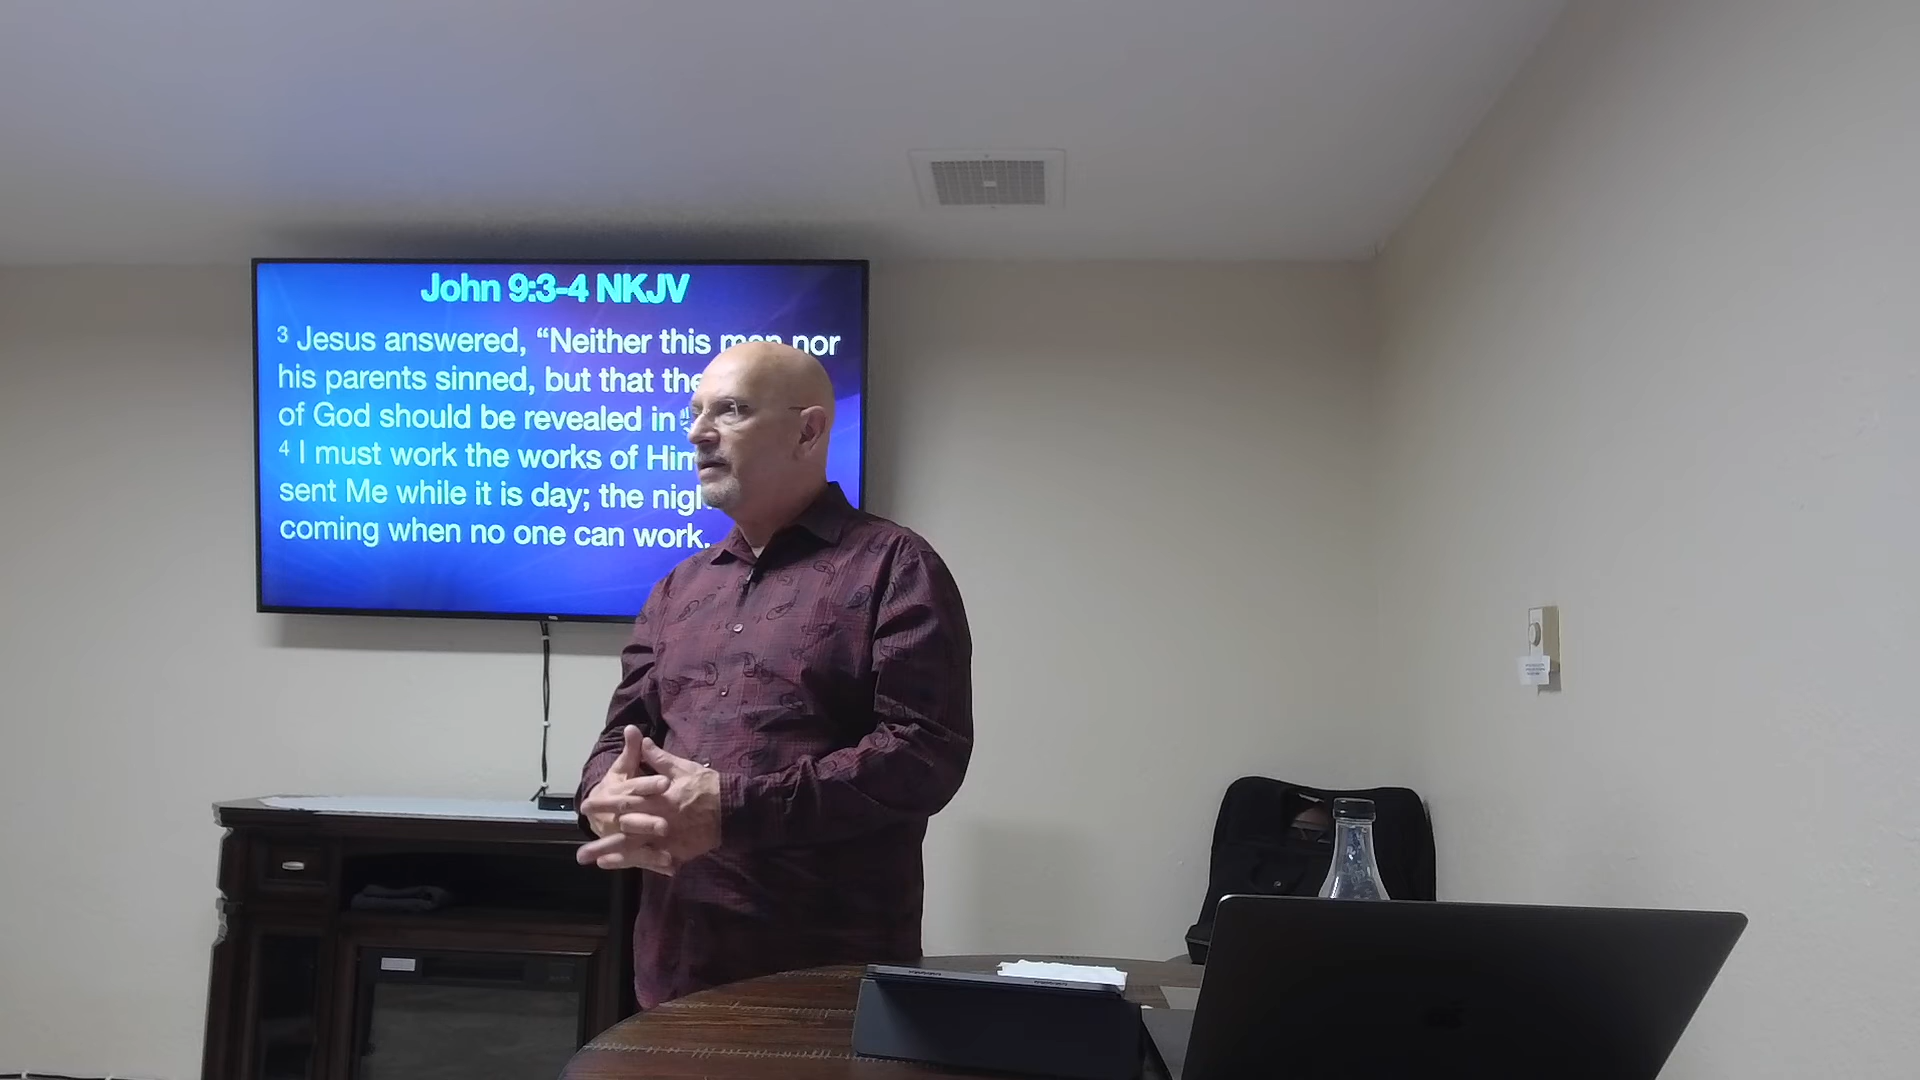 John 9:3-4 NKJV
3 Jesus answered, “Neither this man nor
his parents sinned, but that the
of God should be revealed in
4 I must work the works of Him
sent Me while it is day; the nigh
coming when no one can work.